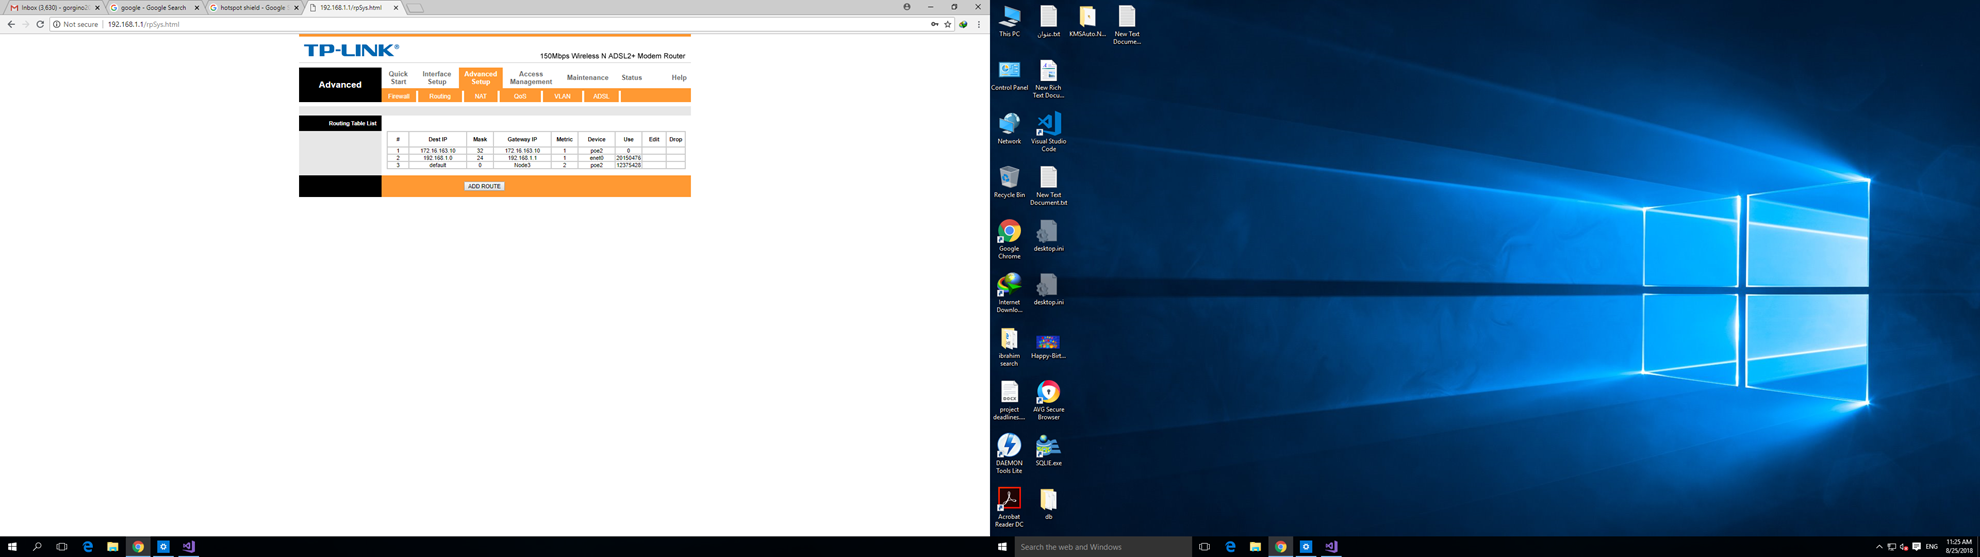 Inbox (3,630) – gorgino2
google - Google Search
hotspot shield - Google
192.168.1.1/rpSys.html
Not secure
192.168.1.1/rpSys.html
TP-LINK®
150Mbps Wireless N ADSL2+ Modem Router
Advanced
Quick Start
Interface Setup
Advanced Setup
Access Management
Maintenance
Status
Help
Firewall
Routing
NAT
QoS
VLAN
ADSL
Routing Table List
# Dest IP Mask Gateway IP Metric Device Use Edit Drop
1 172.16.163.10 32 172.16.163.10 1 poe2 0
2 192.168.1.0 24 192.168.1.1 1 enet0 20150476
3 default 0 Node3 2 poe2 12375428
ADD ROUTE
This PC
عنوان.txt
KMSAuto.N...
New Text
Docume...
Control Panel
New Rich
Text Docu...
Network
Visual Studio
Code
Recycle Bin
New Text
Document.txt
Google
Chrome
desktop.ini
Internet
Downlo...
desktop.ini
ibrahim
search
Happy-Birt...
project
deadlines....
AVG Secure
Browser
DAEMON
Tools Lite
SQLIE.exe
Acrobat
Reader DC
db
Search the web and Windows
ENG
11:25 AM
8/25/2018